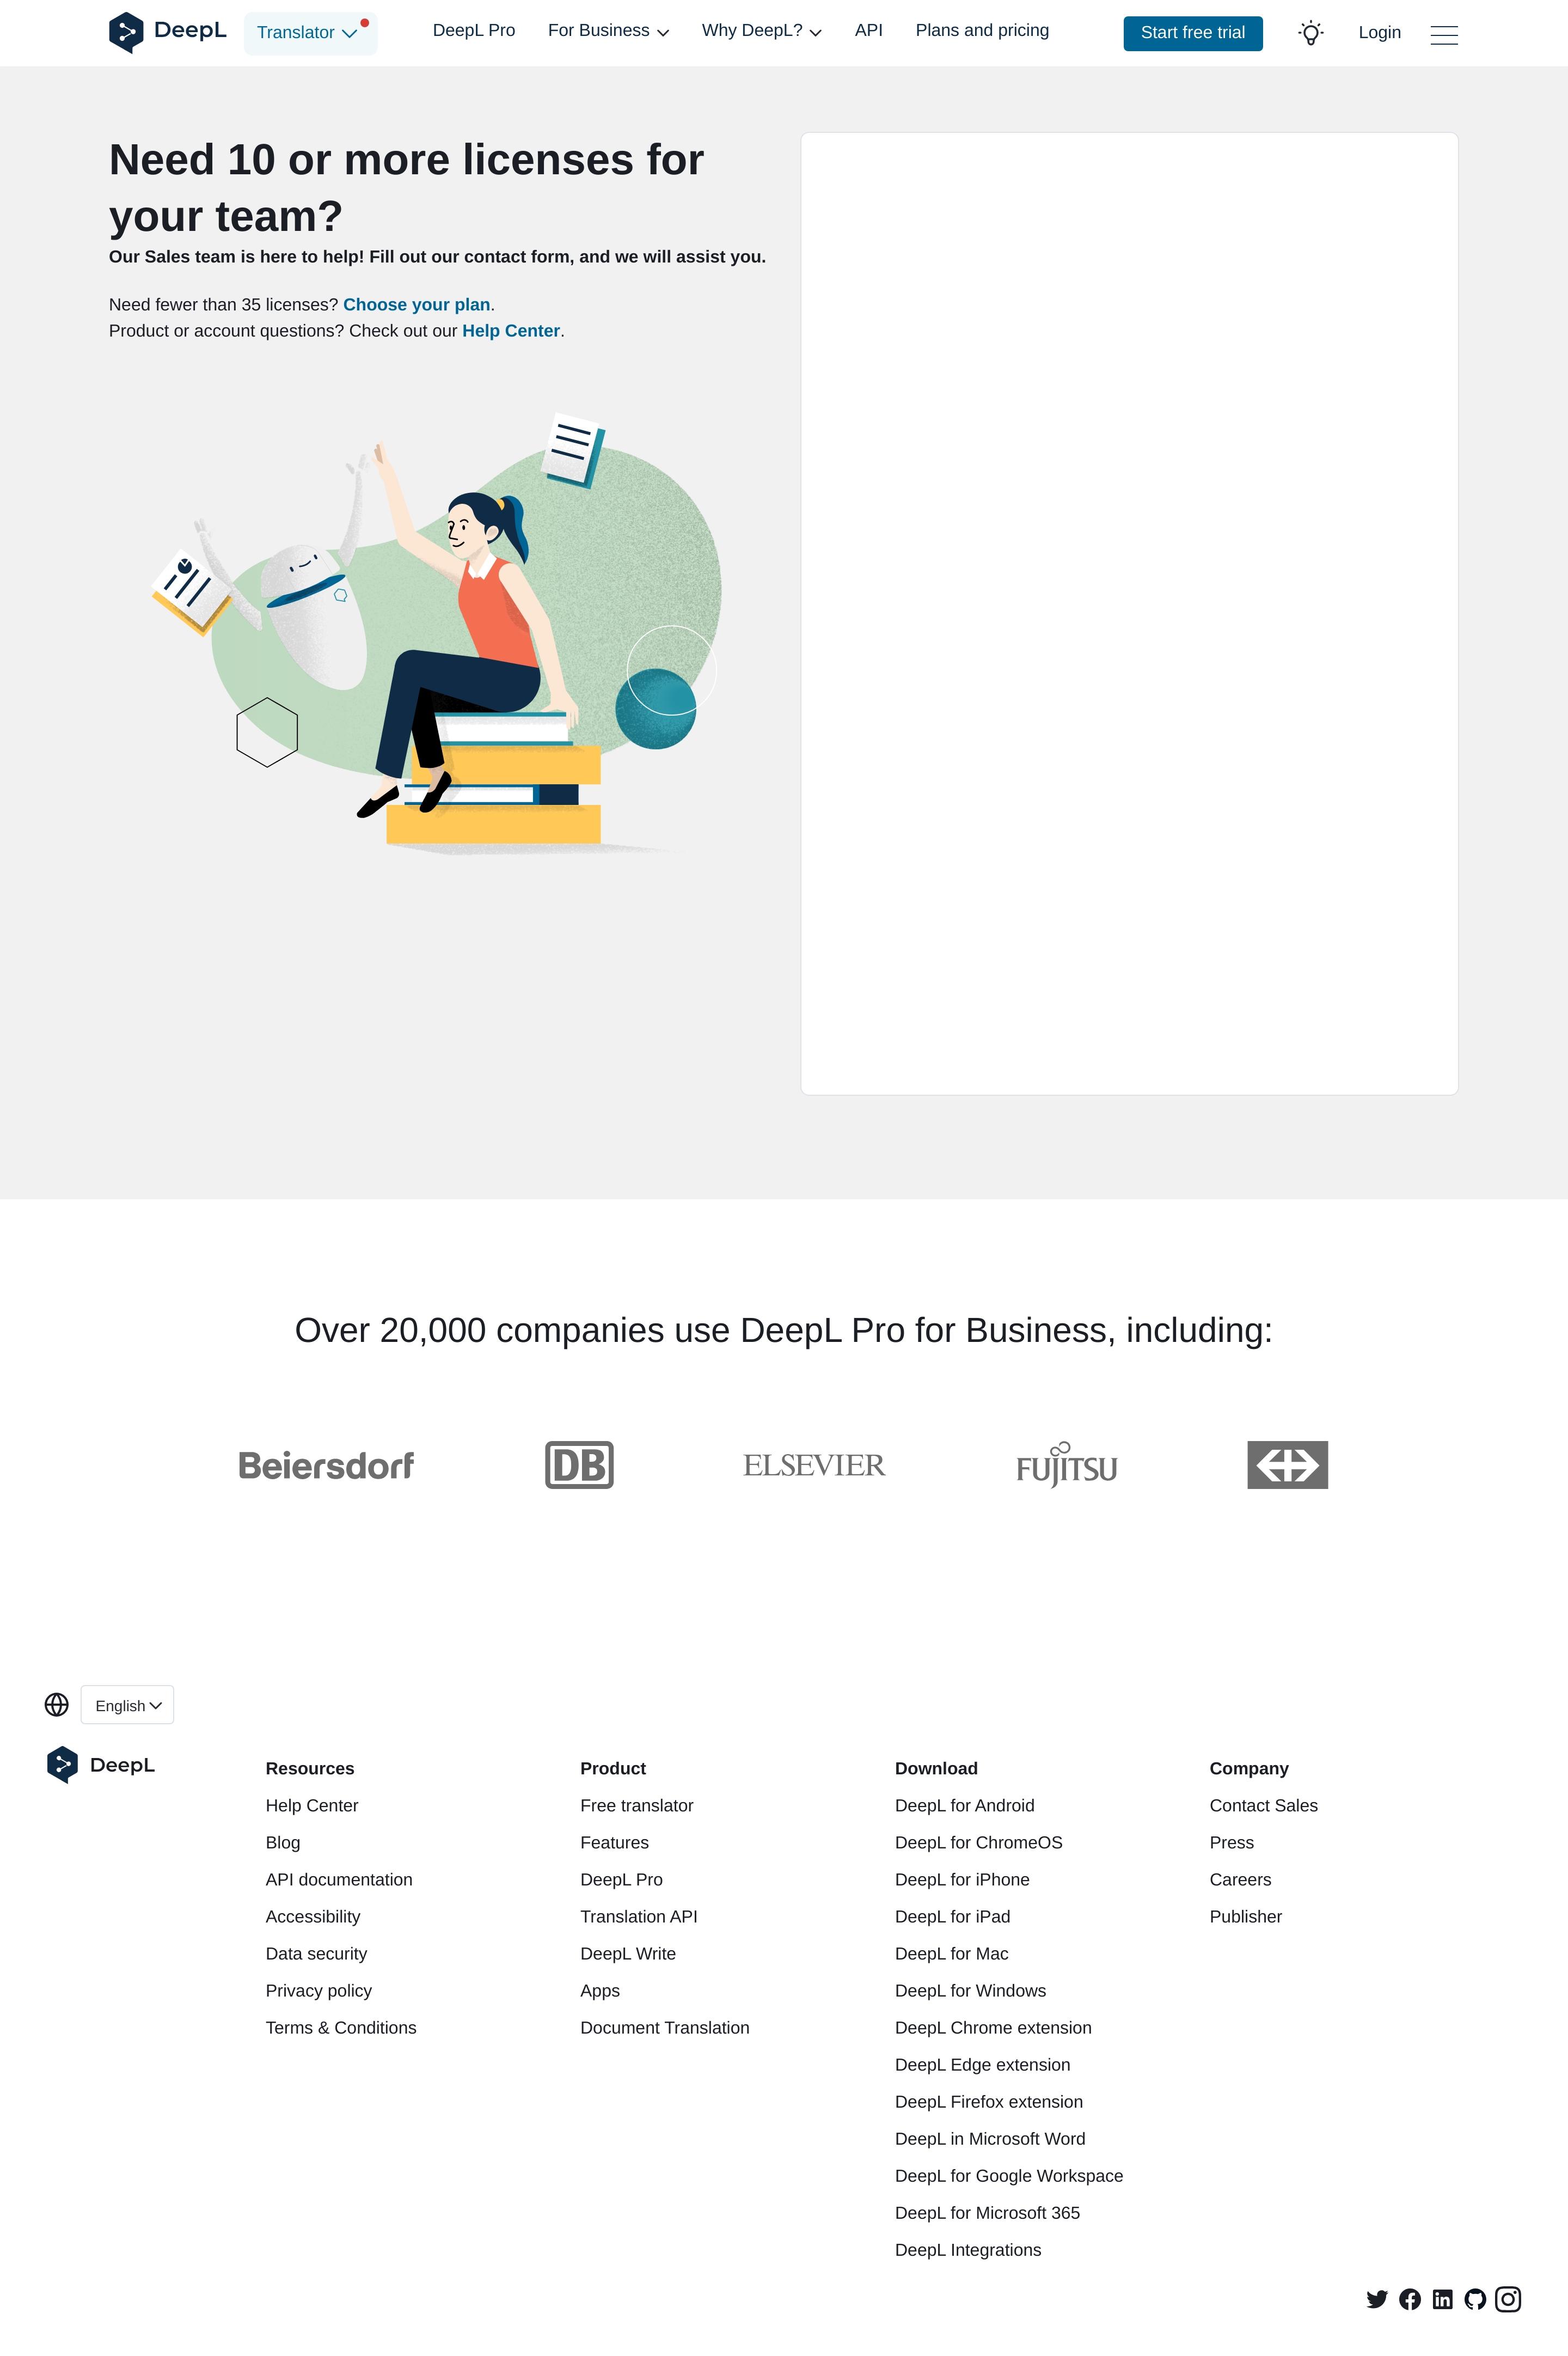 DeepL
Translator
DeepL Pro
For Business
Why DeepL?
API
Plans and pricing
Start free trial
Login
Need 10 or more licenses for
your team?
Our Sales team is here to help! Fill out our contact form, and we will assist you.
Need fewer than 35 licenses? Choose your plan.
Product or account questions? Check out our Help Center.
Over 20,000 companies use DeepL Pro for Business, including:
Beiersdorf
DB
ELSEVIER
FUJITSU
English
DeepL
Resources
Help Center
Blog
API documentation
Accessibility
Data security
Privacy policy
Terms & Conditions
Product
Free translator
Features
DeepL Pro
Translation API
DeepL Write
Apps
Document Translation
Download
DeepL for Android
DeepL for ChromeOS
DeepL for iPhone
DeepL for iPad
DeepL for Mac
DeepL for Windows
DeepL Chrome extension
DeepL Edge extension
DeepL Firefox extension
DeepL in Microsoft Word
DeepL for Google Workspace
DeepL for Microsoft 365
DeepL Integrations
Company
Contact Sales
Press
Careers
Publisher